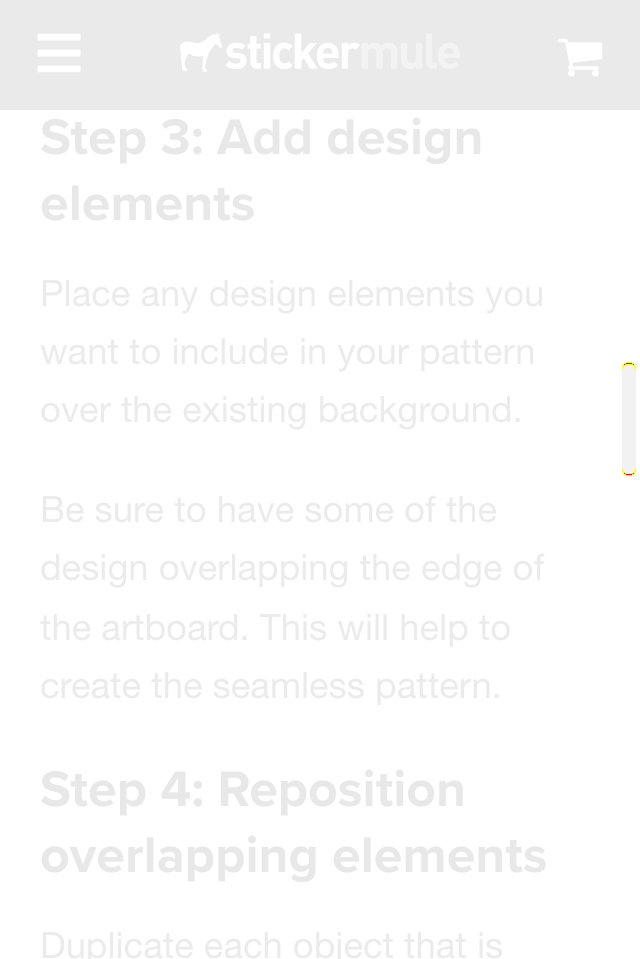 stickermule
Step 3: Add design
elements
Place any design elements you
want to include in your pattern
over the existing background.
Be sure to have some of the
design overlapping the edge of
the artboard. This will help to
create the seamless pattern.
Step 4: Reposition
overlapping elements
Duplicate each object that is